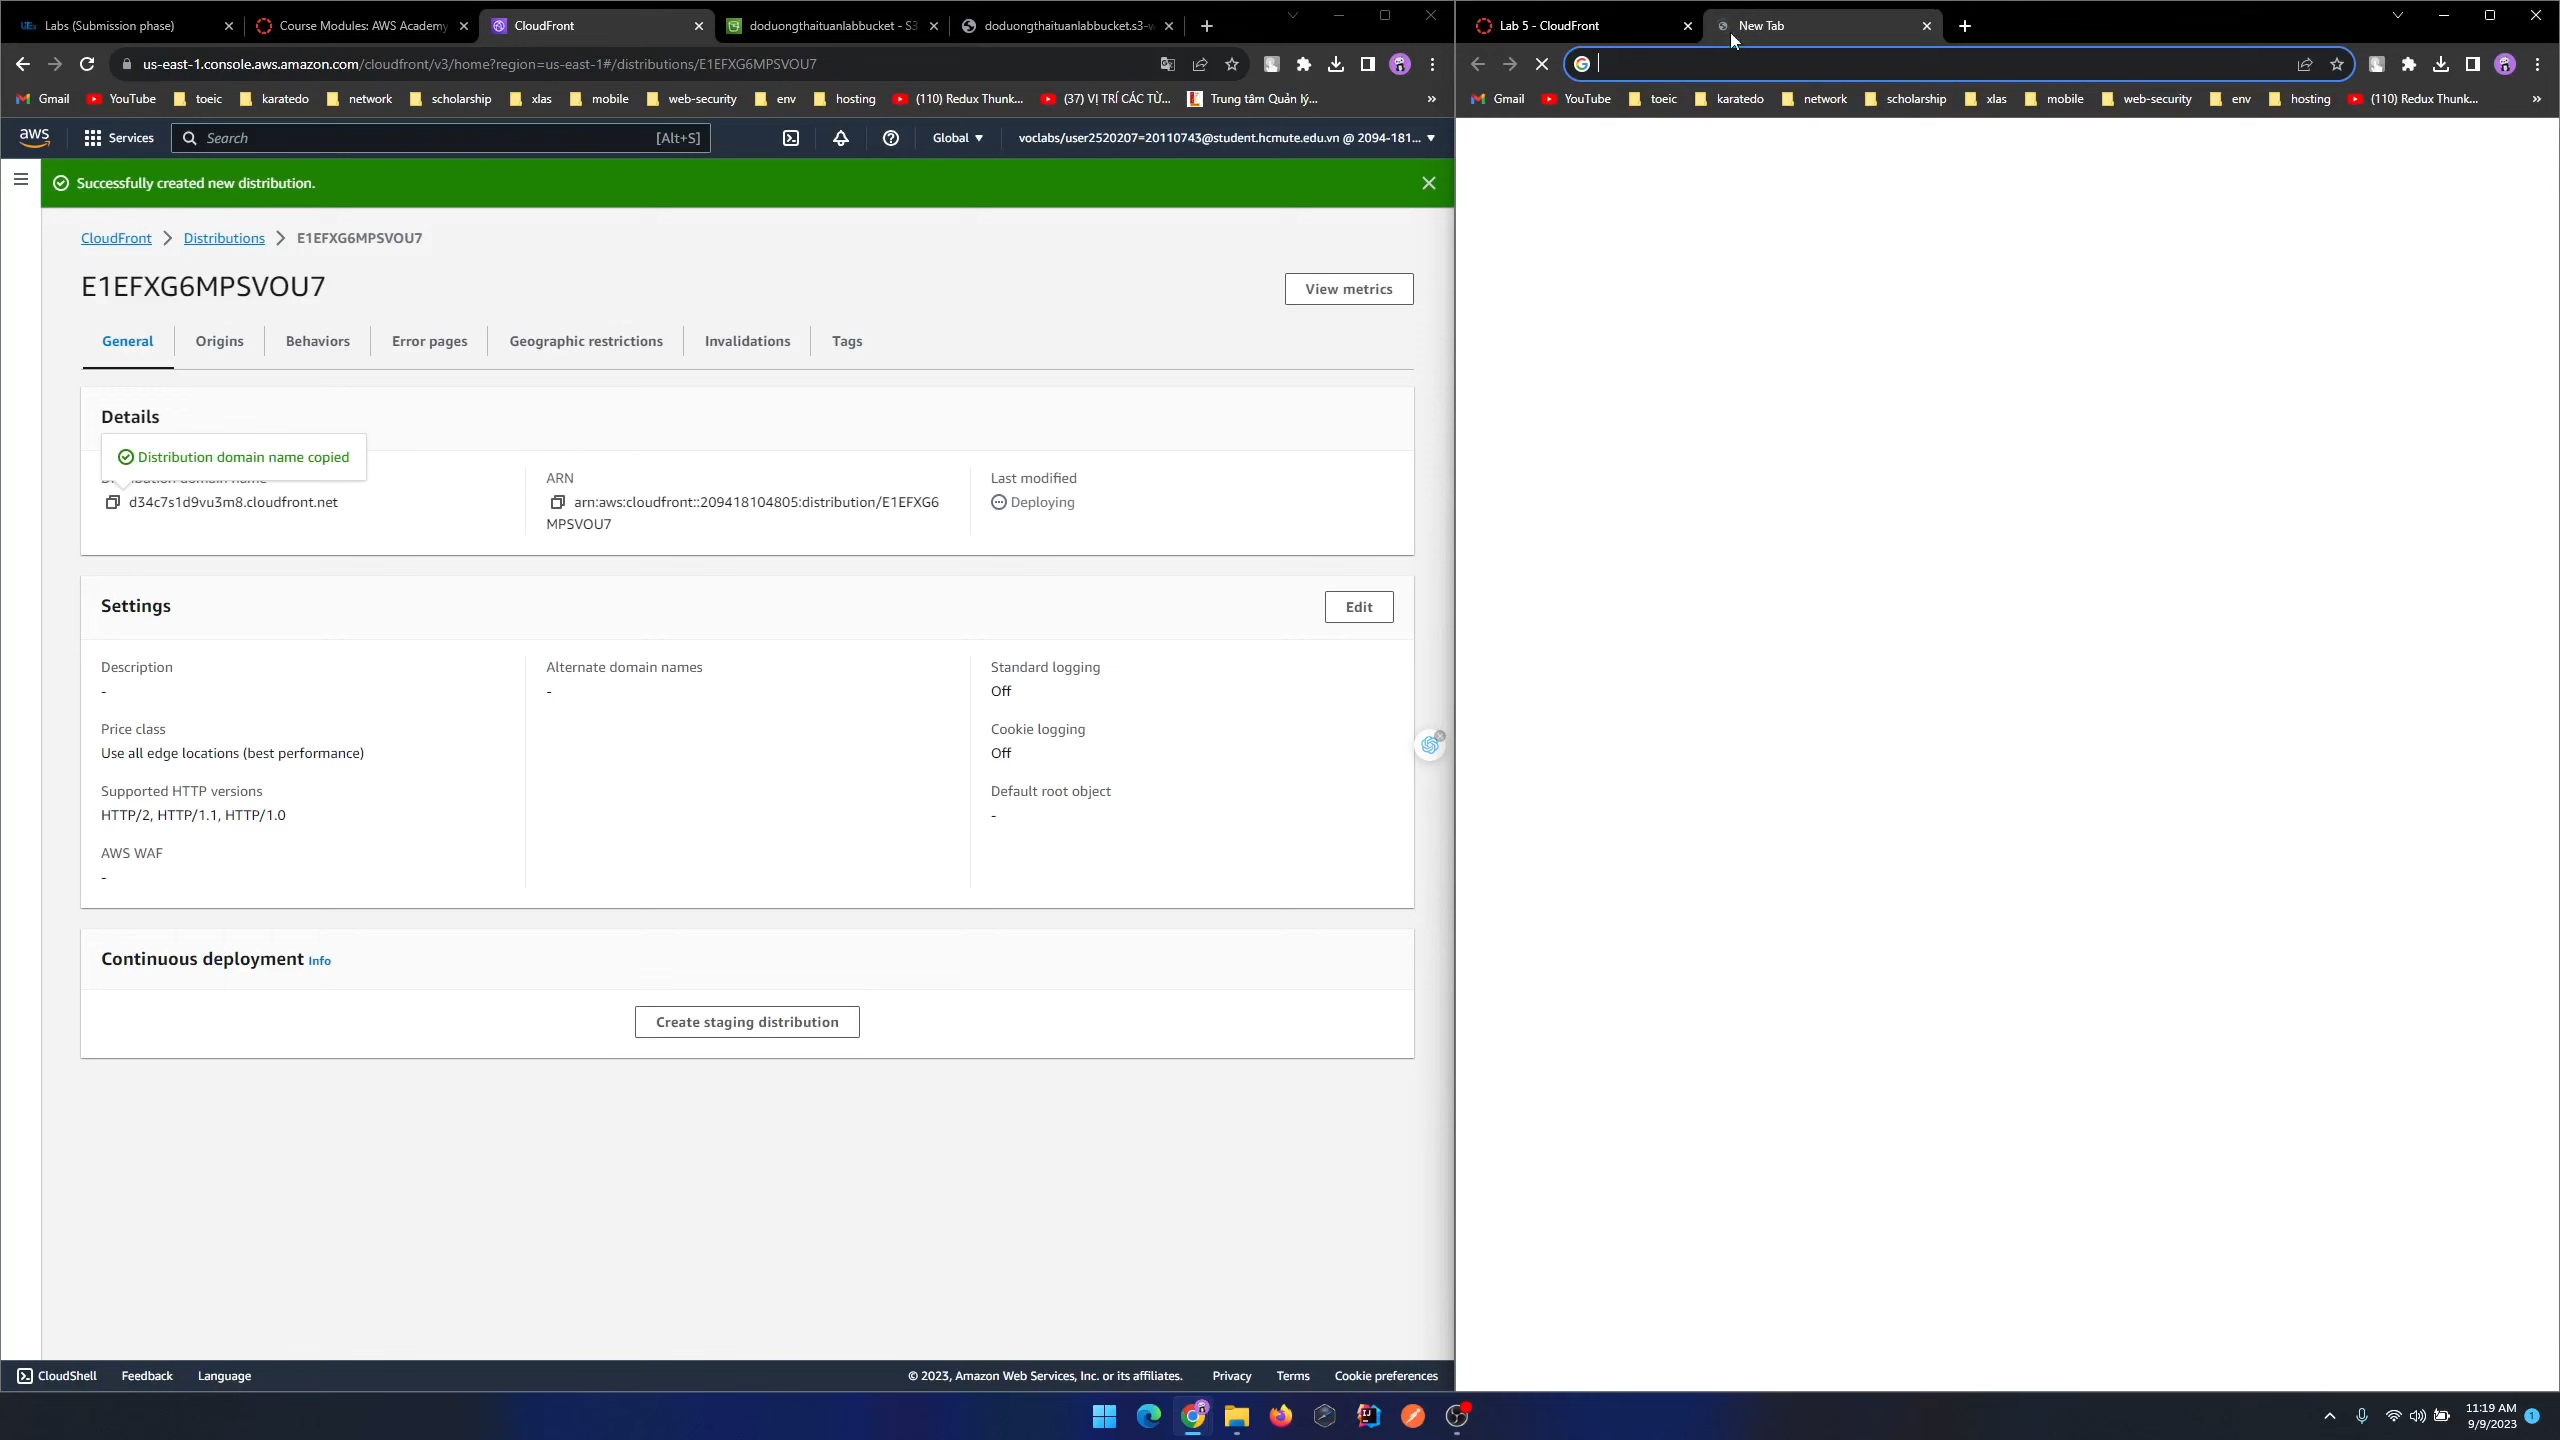 Labs (Submission phase)
Course Modules: AWS Academy
CloudFront
doduongthaituanlabbucket - S3
doduongthaituanlabbucket.s3-w
us-east-1.console.aws.amazon.com/cloudfront/v3/home?region=us-east-1#/distributions/E1EFXG6MPSVOU7
Gmail
YouTube
toeic
karatedo
network
scholarship
xlas
mobile
web-security
env
hosting
(110) Redux Thunk...
(37) VỊ TRÍ CÁC TỪ...
Trung tâm Quản lý...
»
aws
Services
Search
[Alt+S]
Global
voclabs/user2520207=20110743@student.hcmute.edu.vn @ 2094-181...
Successfully created new distribution.
CloudFront
Distributions
E1EFXG6MPSVOU7
E1EFXG6MPSVOU7
View metrics
General
Origins
Behaviors
Error pages
Geographic restrictions
Invalidations
Tags
Details
Distribution domain name copied
d34c7s1d9vu3m8.cloudfront.net
ARN
arn:aws:cloudfront::209418104805:distribution/E1EFXG6
MPSVOU7
Last modified
Deploying
Settings
Edit
Description
-
Price class
Use all edge locations (best performance)
Supported HTTP versions
HTTP/2, HTTP/1.1, HTTP/1.0
AWS WAF
-
Alternate domain names
-
Standard logging
Off
Cookie logging
Off
Default root object
-
Continuous deployment Info
Create staging distribution
CloudShell
Feedback
Language
© 2023, Amazon Web Services, Inc. or its affiliates.
Privacy
Terms
Cookie preferences
Lab 5 - CloudFront
New Tab
Gmail
YouTube
toeic
karatedo
network
scholarship
xlas
mobile
web-security
env
hosting
(110) Redux Thunk...
»
11:19 AM
9/9/2023
1